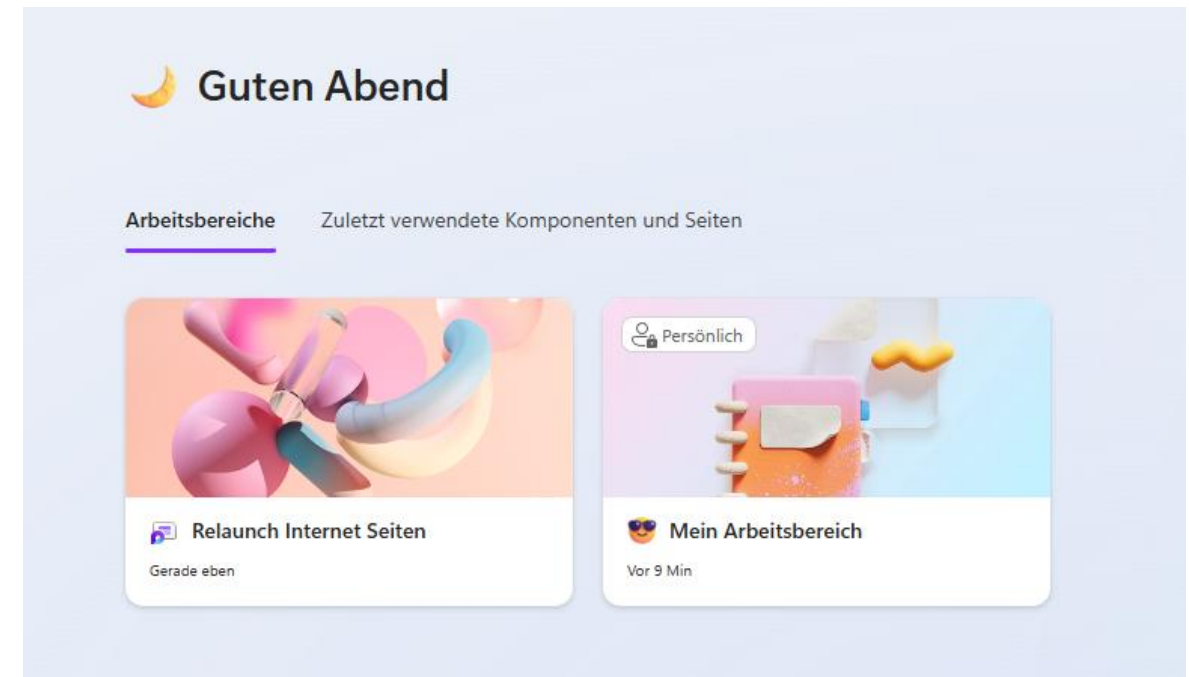 Guten Abend
Arbeitsbereiche
Zuletzt verwendete Komponenten und Seiten
Persönlich
Relaunch Internet Seiten
Gerade eben
Mein Arbeitsbereich
Vor 9 Min